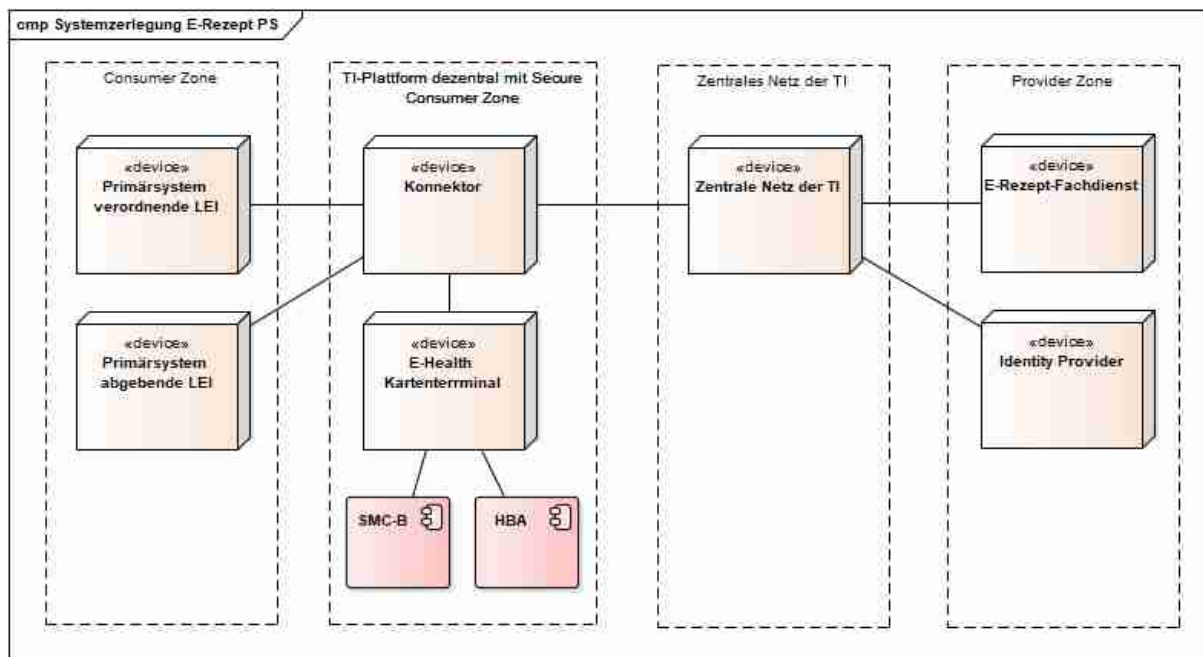 cmp Systemzerlegung E-Rezept PS
Consumer Zone
TI-Plattform dezentral mit Secure
Consumer Zone
Zentrales Netz der TI
Provider Zone
«device»
Primärsystem
verordnende LEI
«device»
Konnektor
«device»
Zentrale Netz der TI
«device»
E-Rezept-Fachdienst
«device»
Primärsystem
abgebende LEI
«device»
E-Health
Kartenterrminal
«device»
Identity Provider
SMC-B
HBA